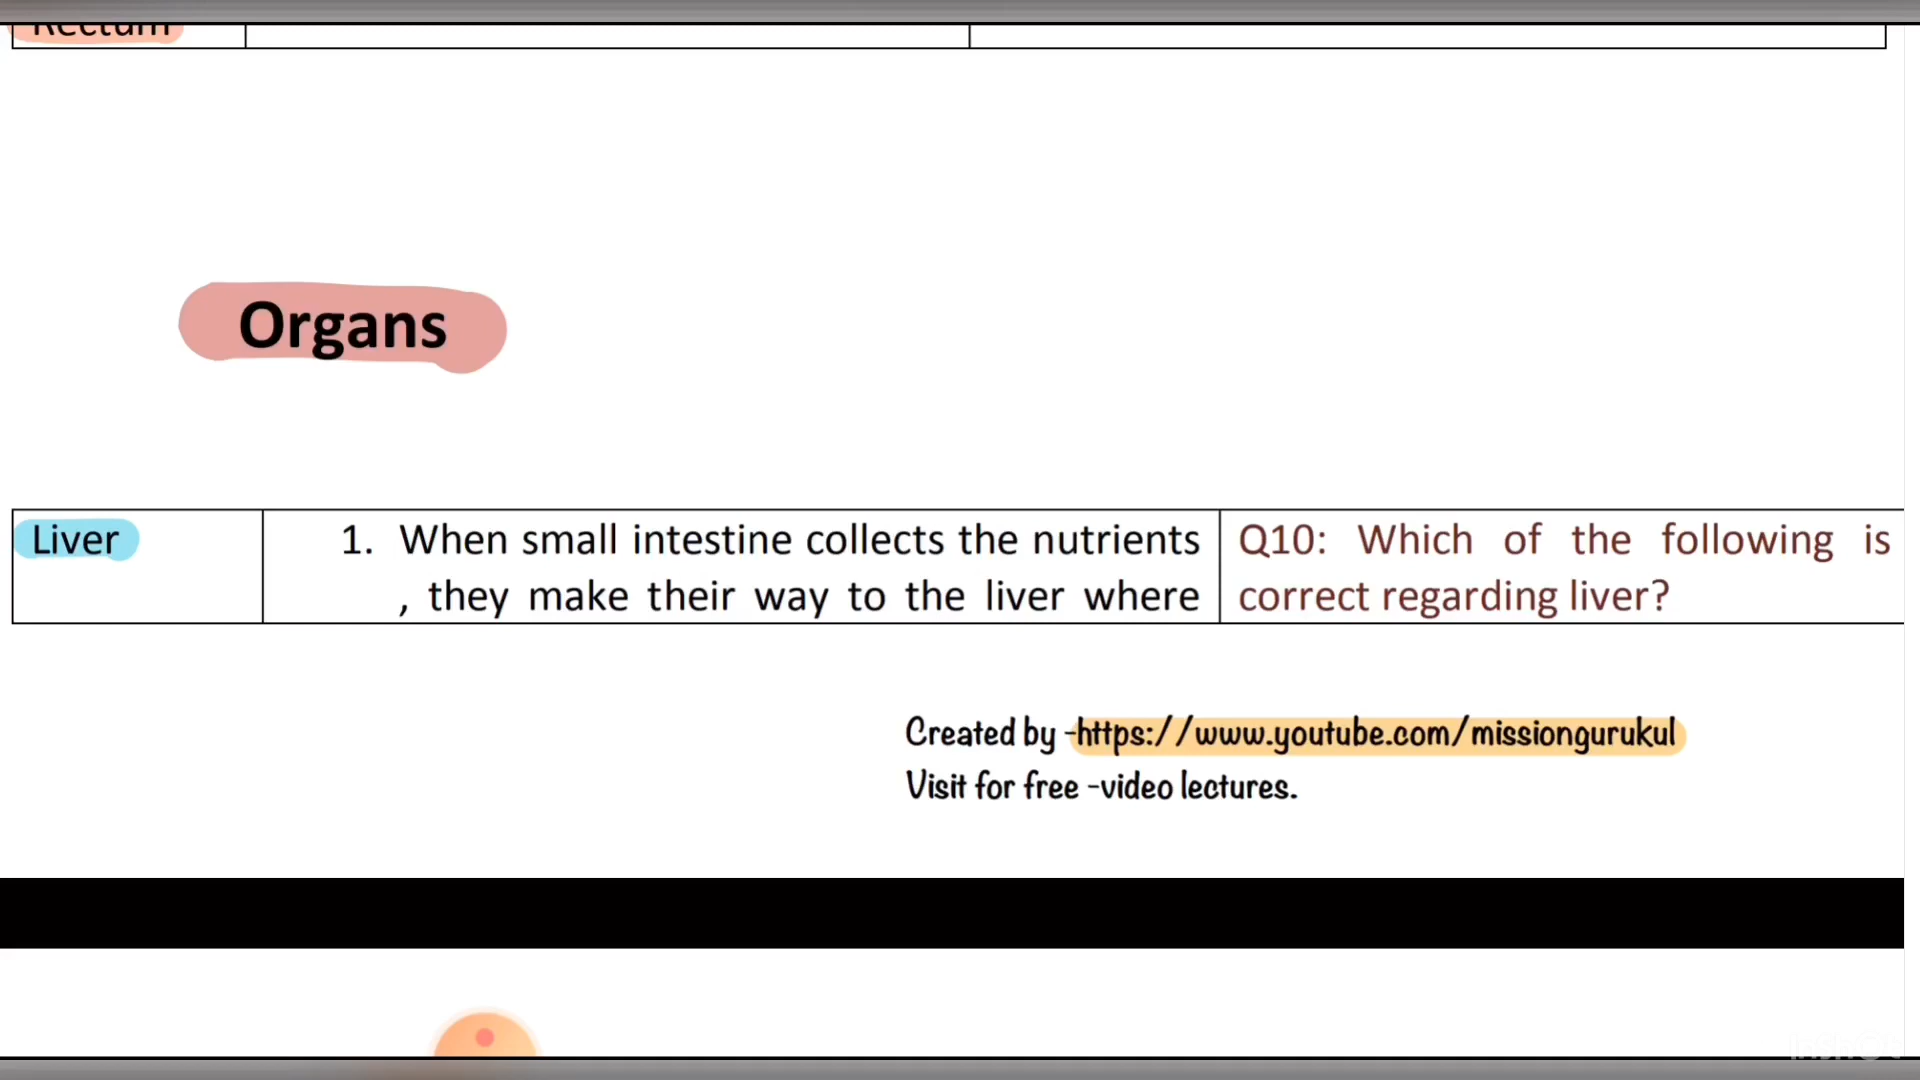 Rectum
Organs
Liver
1. When small intestine collects the nutrients
, they make their way to the liver where
Q10: Which of the following is
correct regarding liver?
Created by -https://www.youtube.com/missiongurukul
Visit for free -video lectures.
InShOt